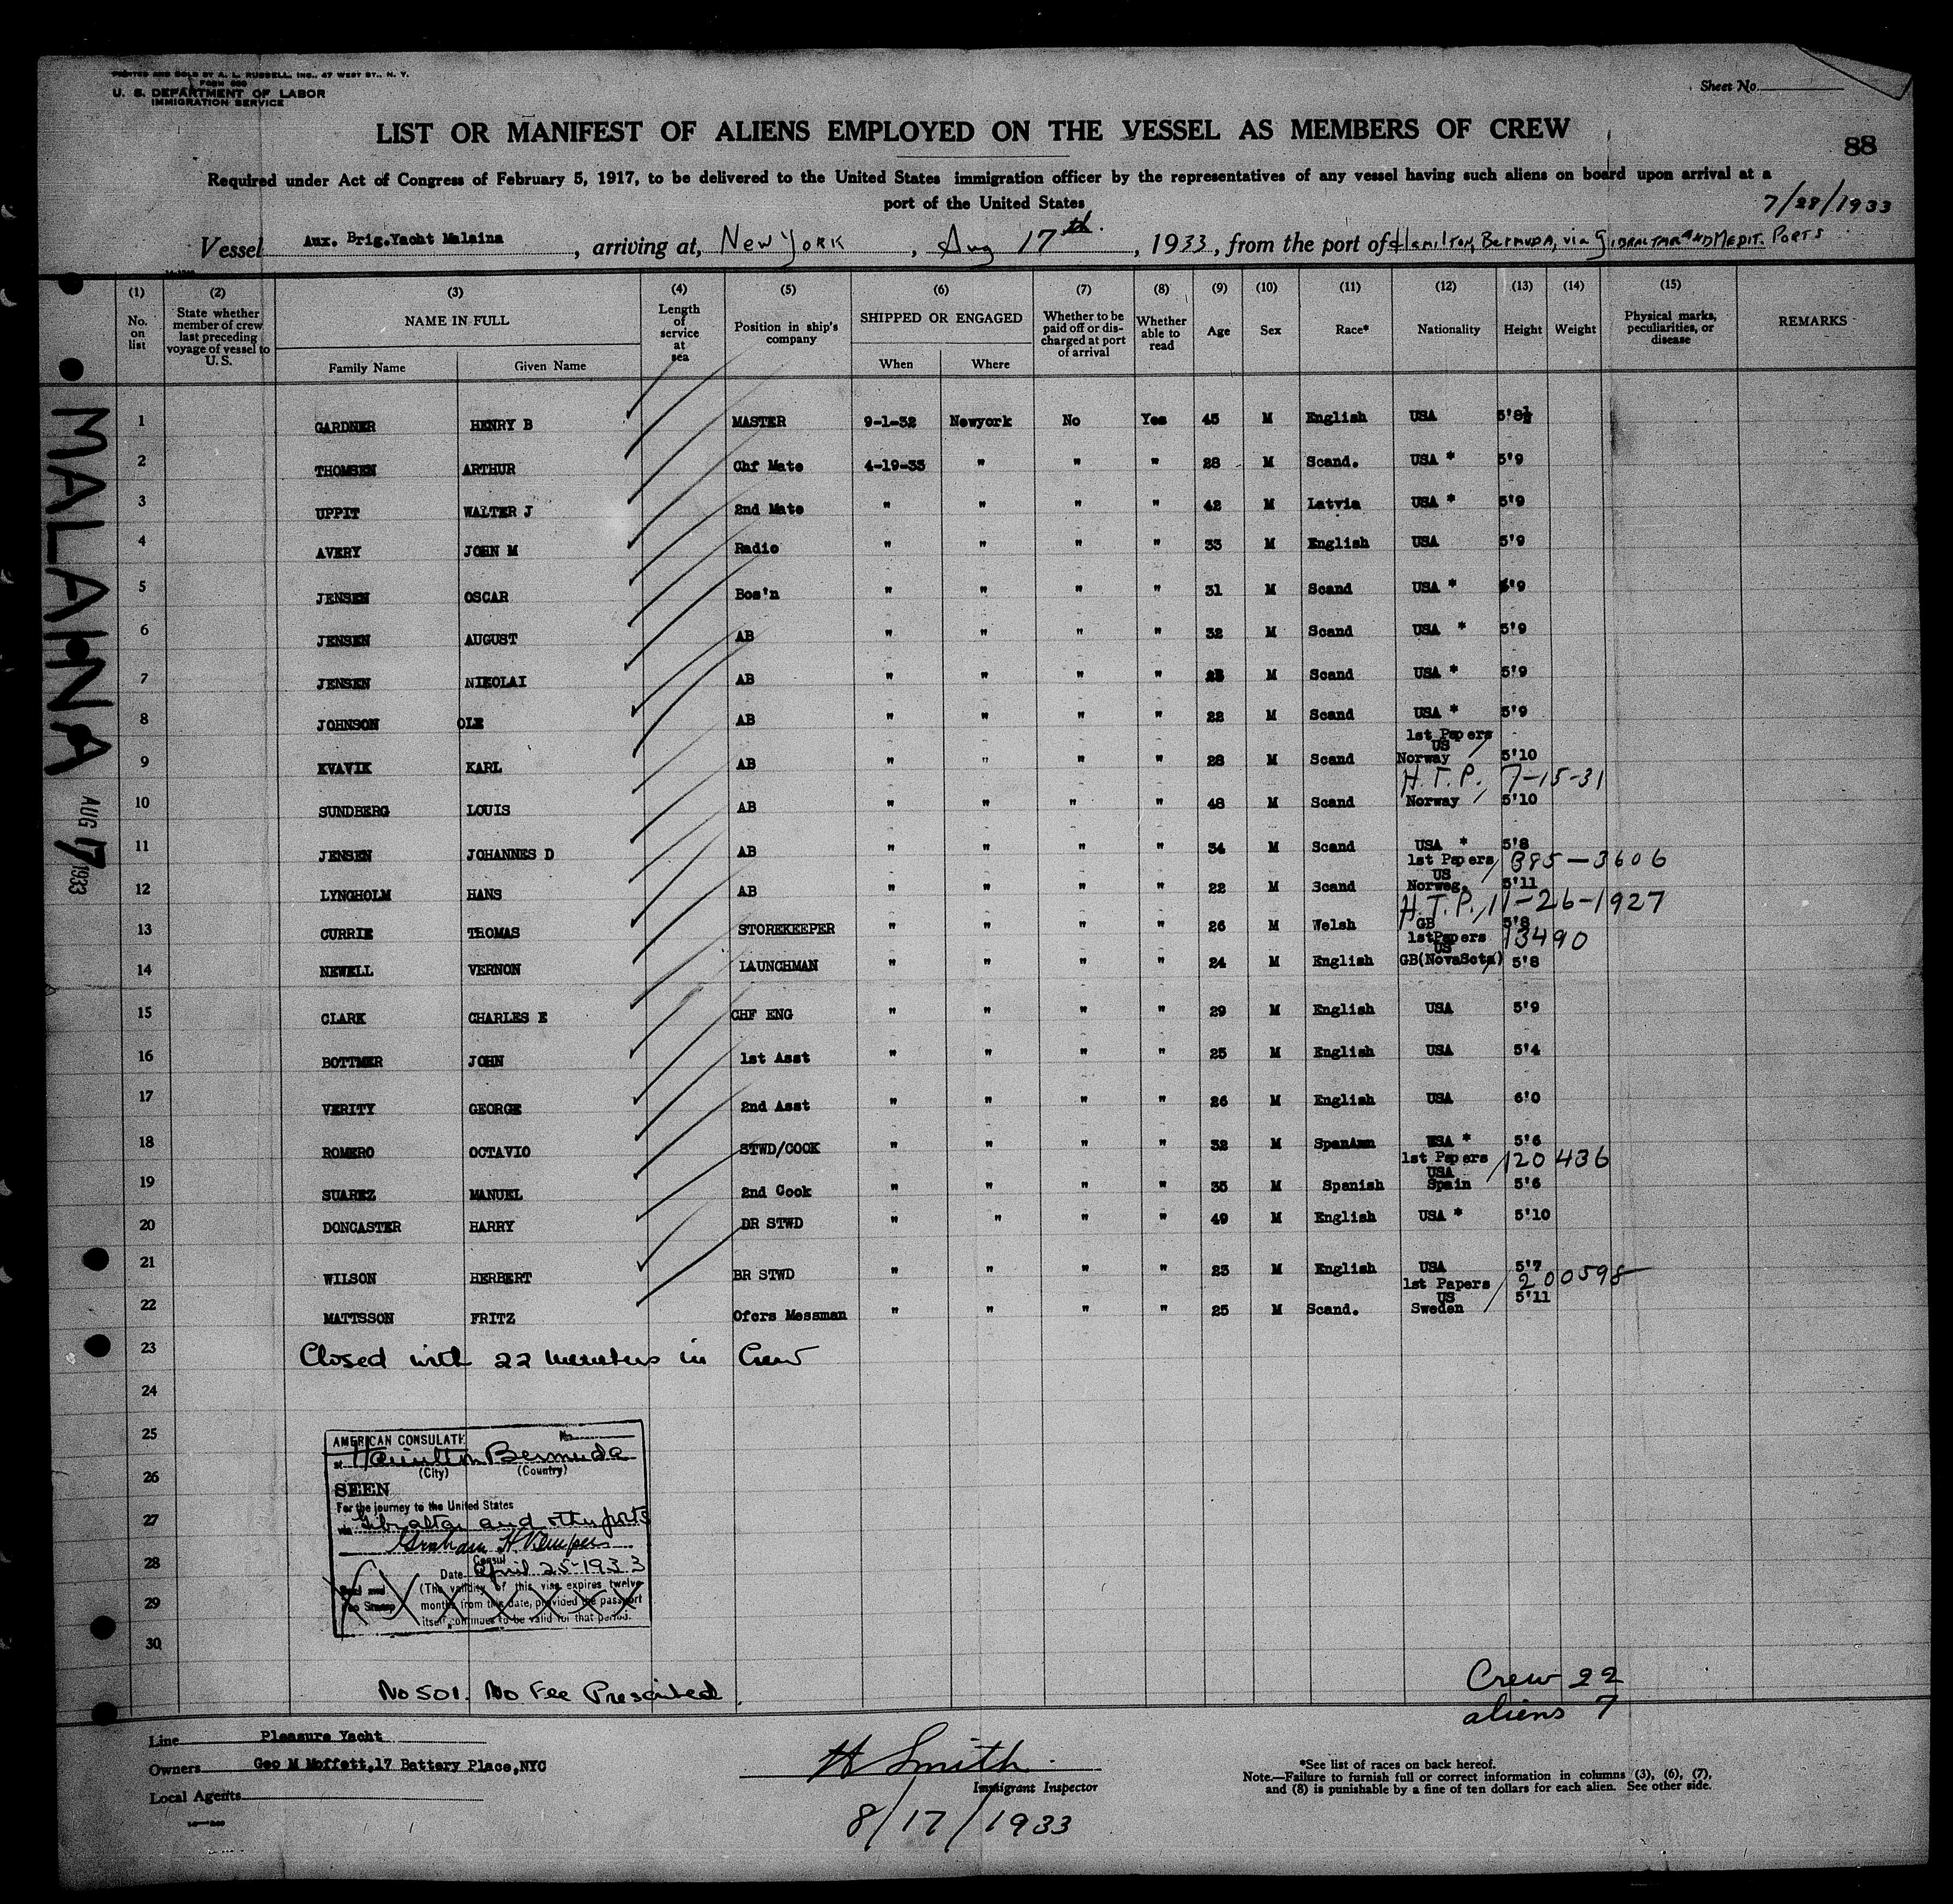 PRINTED AND SOLD BY A. L. RUSSELL, INC., 47 WEST ST., N. Y.
U. S. DEPARTMENT OF LABOR
IMMIGRATION SERVICE
Sheet No.
LIST OR MANIFEST OF ALIENS EMPLOYED ON THE VESSEL AS MEMBERS OF CREW
88
Required under Act of Congress of February 5, 1917, to be delivered to the United States immigration officer by the representatives of any vessel having such aliens on board upon arrival at a
port of the United States
7/28/1933
Vessel Aux. Brig.Yacht Malaina, arriving at, New York, Aug 17th, 1933, from the port of Hamilton, Bermuda, via Gibraltar and Medit. Ports
(1) No. on list (2) State whether member of crew last preceding voyage of vessel to U. S. (3) NAME IN FULL Family Name Given Name (4) Length of service at sea (5) Position in ship's company (6) SHIPPED OR ENGAGED When Where (7) Whether to be paid off or discharged at port of arrival (8) Whether able to read (9) Age (10) Sex (11) Race* (12) Nationality (13) Height (14) Weight (15) Physical marks, peculiarities, or disease REMARKS
MALAHNA
AUG 17 1933
1 GARDNER HENRY B MASTER 9-1-32 Newyork No Yes 45 M English USA 5'8½
2 THOMSEN ARTHUR Chf Mate 4-19-33 " " " 28 M Scand. USA * 5'9
3 UPPIT WALTER J 2nd Mate " " " " 42 M Latvia USA * 5'9
4 AVERY JOHN M Radio " " " " 33 M English USA 5'9
5 JENSEN OSCAR Bos'n " " " " 31 M Scand USA * 5'9
6 JENSEN AUGUST AB " " " " 32 M Scand USA * 5'9
7 JENSEN NIKOLAI AB " " " " M Scand USA * 5'9
8 JOHNSON OLE AB " " " " 22 M Scand USA * 5'9
1st Papers
US
9 KVAVIK KARL AB " " " " 28 M Scand Norway 5'10
H.T.P. 7-15-31
10 SUNDBERG LOUIS AB " " " " 48 M Scand Norway 5'10
11 JENSEN JOHANNES D AB " " " " 34 M Scand USA * 5'8
1st Papers 895-3606
US
12 LYNGHOLM HANS AB " " " " 22 M Scand Norweg. 5'11
H.T.P. 11-26-1927
13 CURRIE THOMAS STOREKEEPER " " " " 26 M Welsh GB 5'8
1stPapers 13490
US
14 NEWELL VERNON LAUNCHMAN " " " " 24 M English GB(NovaScta) 5'8
15 CLARK CHARLES E CHF ENG " " " " 29 M English USA 5'9
16 BOTTMER JOHN 1st Asst " " " " 25 M English USA 5'4
17 VERITY GEORGE 2nd Asst " " " " 26 M English USA 6'0
18 ROMERO OCTAVIO STWD/COOK " " " " 32 M SpanAmn USA * 5'6
1st Papers 120436
USA
19 SUAREZ MANUEL 2nd Cook " " " " 35 M Spanish Spain 5'6
20 DONCASTER HARRY DR STWD " " " " 49 M English USA * 5'10
21 WILSON HERBERT BR STWD " " " " 23 M English USA 5'7
1st Papers 200598
US
22 MATTSSON FRITZ Ofcrs Messman " " " " 25 M Scand. Sweden 5'11
23 Closed with 22 members in Crew
24
25
26
27
28
29
30
AMERICAN CONSULATE No.
at Hamilton Bermuda
(City) (Country)
SEEN
For the journey to the United States
via Gibraltar and other ports
Graham H. Kemper
Consul
Date April 25-1933
(The validity of this visa expires twelve
months from this date, provided the passport
itself continues to be valid for that period.
No 501. No Fee Prescribed.
Crew 22
aliens 7
Line Pleasure Yacht
Owners Geo M Moffett,17 Battery Place,NYC
Local Agents
H Smith
Immigrant Inspector
8/17/1933
*See list of races on back hereof.
Note.—Failure to furnish full or correct information in columns (3), (6), (7),
and (8) is punishable by a fine of ten dollars for each alien. See other side.